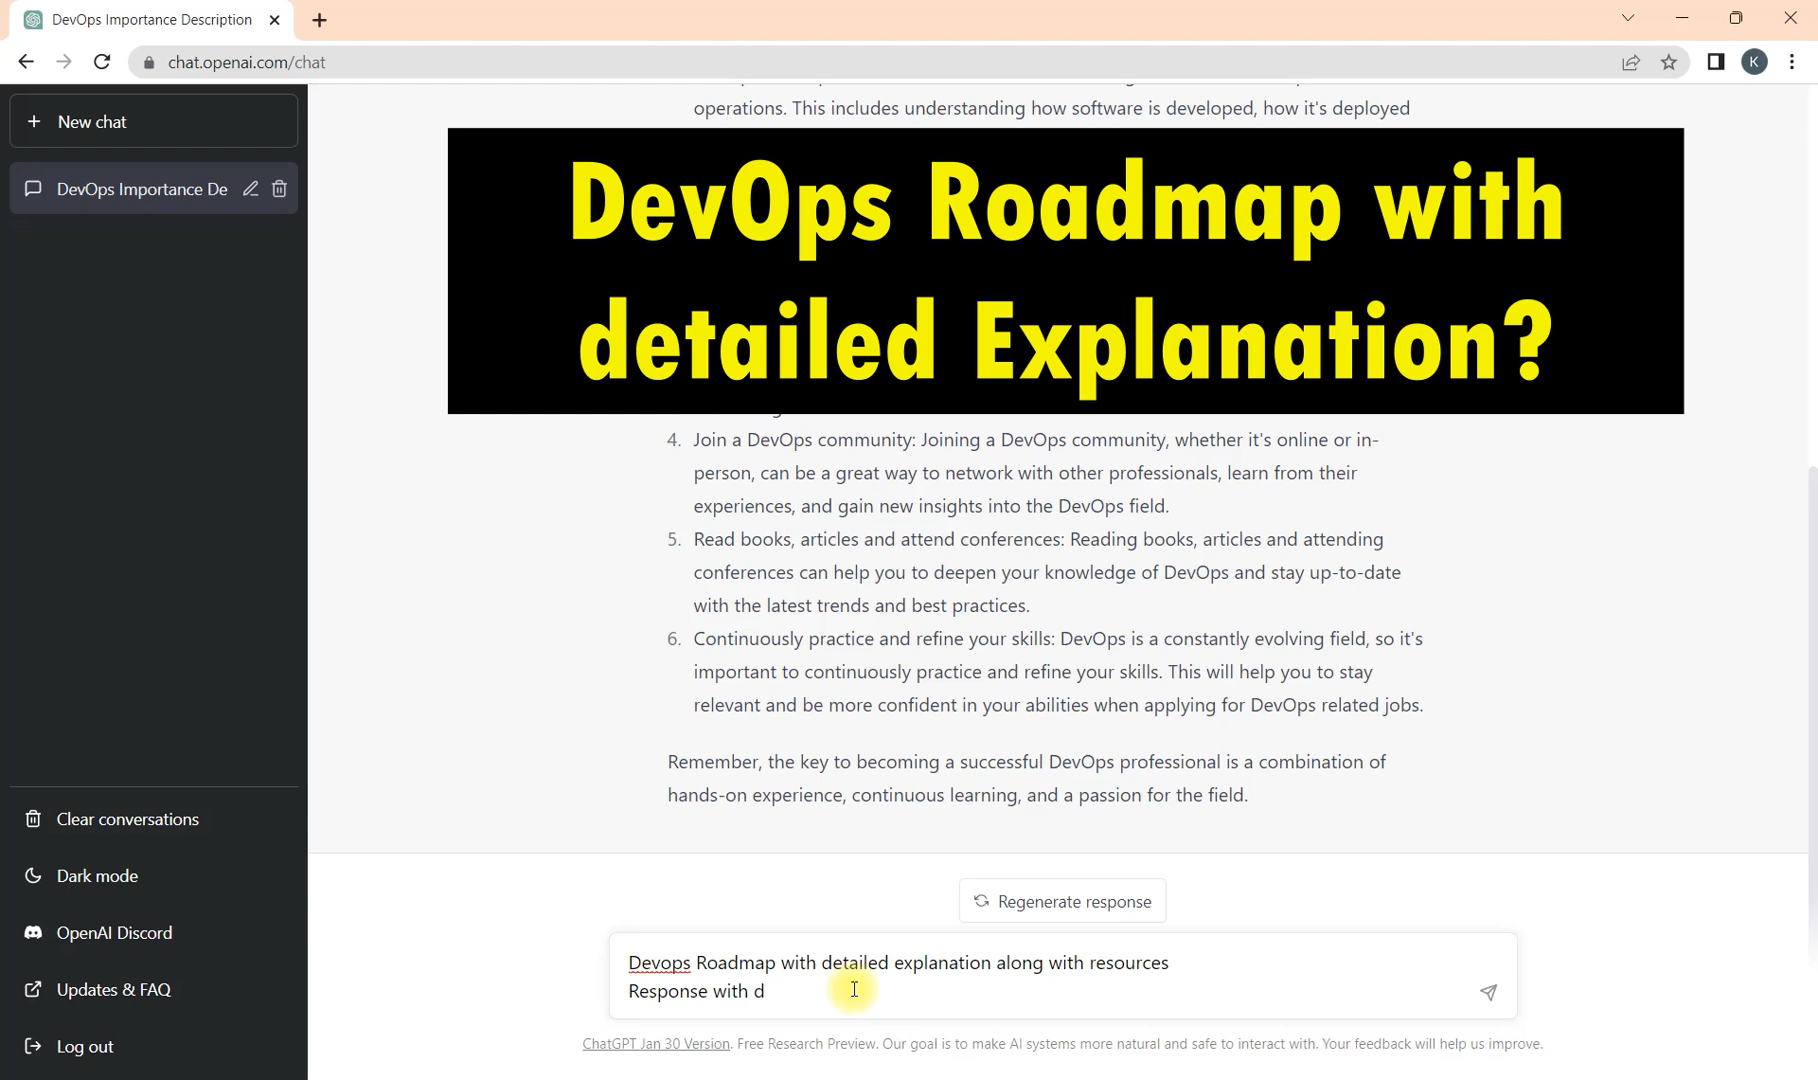 DevOps Importance Description
chat.openai.com/chat
K
New chat
DevOps Importance De
operations. This includes understanding how software is developed, how it's deployed
DevOps Roadmap with
detailed Explanation?
4. Join a DevOps community: Joining a DevOps community, whether it's online or in-
person, can be a great way to network with other professionals, learn from their
experiences, and gain new insights into the DevOps field.
5. Read books, articles and attend conferences: Reading books, articles and attending
conferences can help you to deepen your knowledge of DevOps and stay up-to-date
with the latest trends and best practices.
6. Continuously practice and refine your skills: DevOps is a constantly evolving field, so it's
important to continuously practice and refine your skills. This will help you to stay
relevant and be more confident in your abilities when applying for DevOps related jobs.
Remember, the key to becoming a successful DevOps professional is a combination of
hands-on experience, continuous learning, and a passion for the field.
Clear conversations
Dark mode
OpenAI Discord
Updates & FAQ
Log out
Regenerate response
Devops Roadmap with detailed explanation along with resources
Response with d
ChatGPT Jan 30 Version. Free Research Preview. Our goal is to make AI systems more natural and safe to interact with. Your feedback will help us improve.